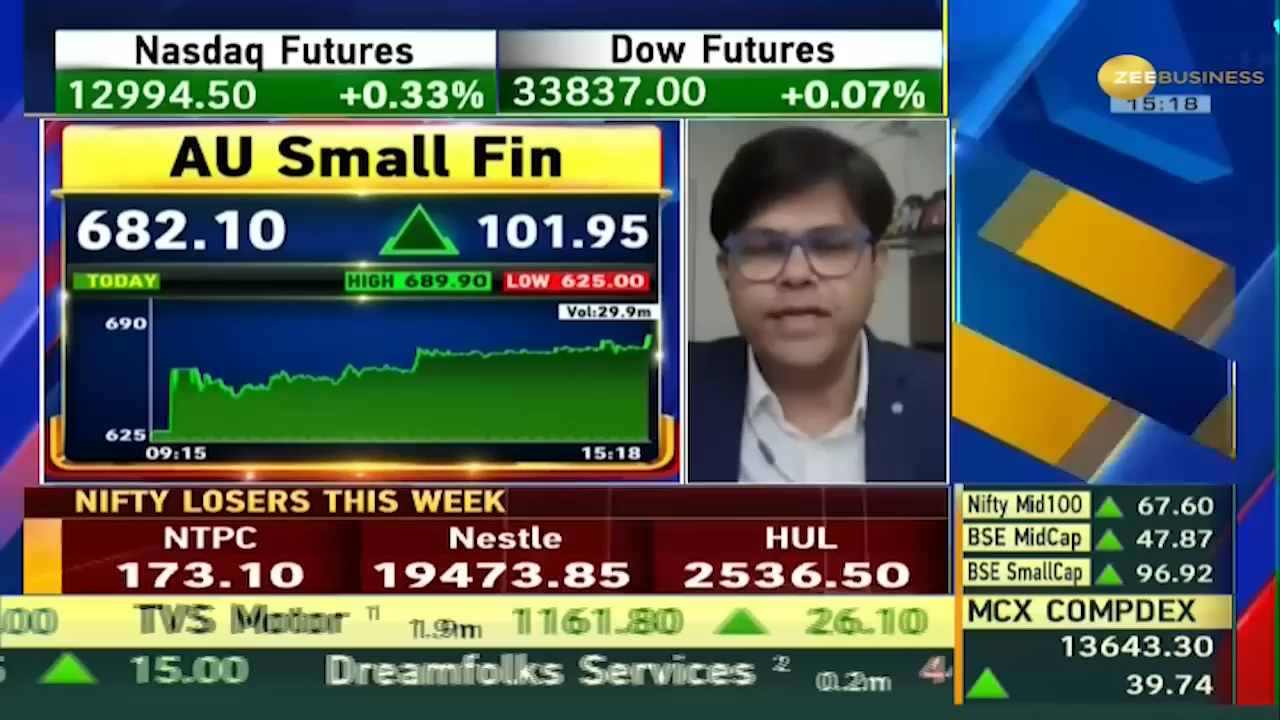 Nasdaq Futures
12994.50 +0.33%
Dow Futures
33837.00 +0.07%
ZEEBUSINESS
15:18
AU Small Fin
682.10 101.95
TODAY HIGH 689.90 LOW 625.00
Vol:29.9m
690
625
09:15 15:18
NIFTY LOSERS THIS WEEK
NTPC Nestle HUL
173.10 19473.85 2536.50
Nifty Mid100 67.60
BSE MidCap 47.87
BSE SmallCap 96.92
MCX COMPDEX
13643.30
39.74
TVS Motor 1.9m 1161.80 26.10
15.00 Dreamfolks Services 0.2m